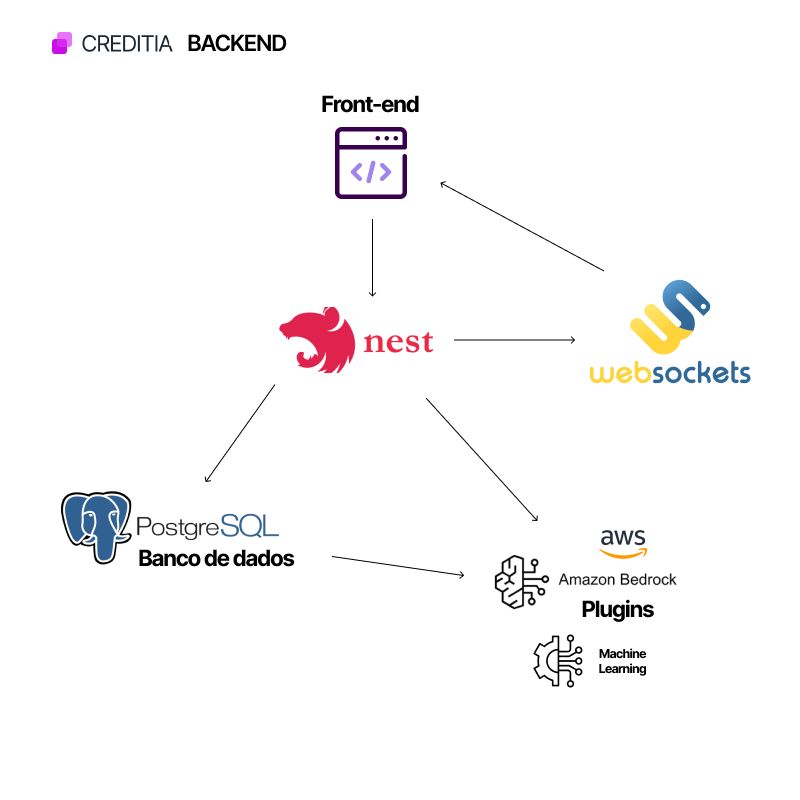 CREDITIA BACKEND
Front-end
</>
nest
websockets
PostgreSQL
Banco de dados
aws
Amazon Bedrock
Plugins
Machine
Learning